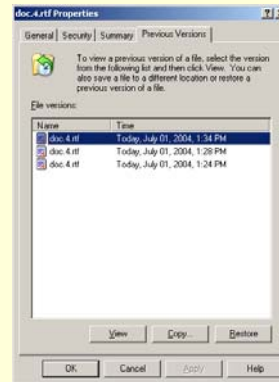 doc.4.rtf Properties
General Security Summary Previous Versions
To view a previous version of a file, select the version
from the following list and then click View. You can
also save a file to a different location or restore a
previous version of a file.
File versions:
Name Time
doc.4.rtf Today, July 01, 2004, 1:34 PM
doc.4.rtf Today, July 01, 2004, 1:28 PM
doc.4.rtf Today, July 01, 2004, 1:24 PM
View Copy... Restore
OK Cancel Apply Help